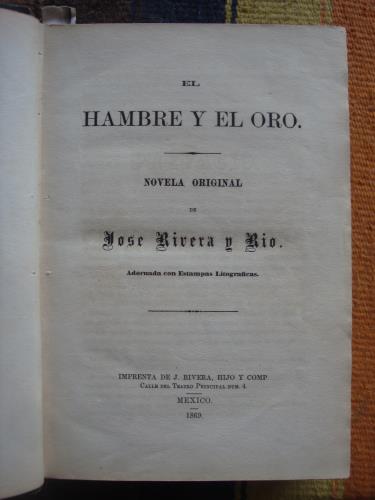 EL
HAMBRE Y EL ORO.
NOVELA ORIGINAL
DE
Jose Rivera y Rio.
Adornada con Estampas Litograficas.
IMPRENTA DE J. RIVERA, HIJO Y COMP
CALLE DEL TEATRO PRINCIPAL NUM. 4.
MEXICO.
1869.